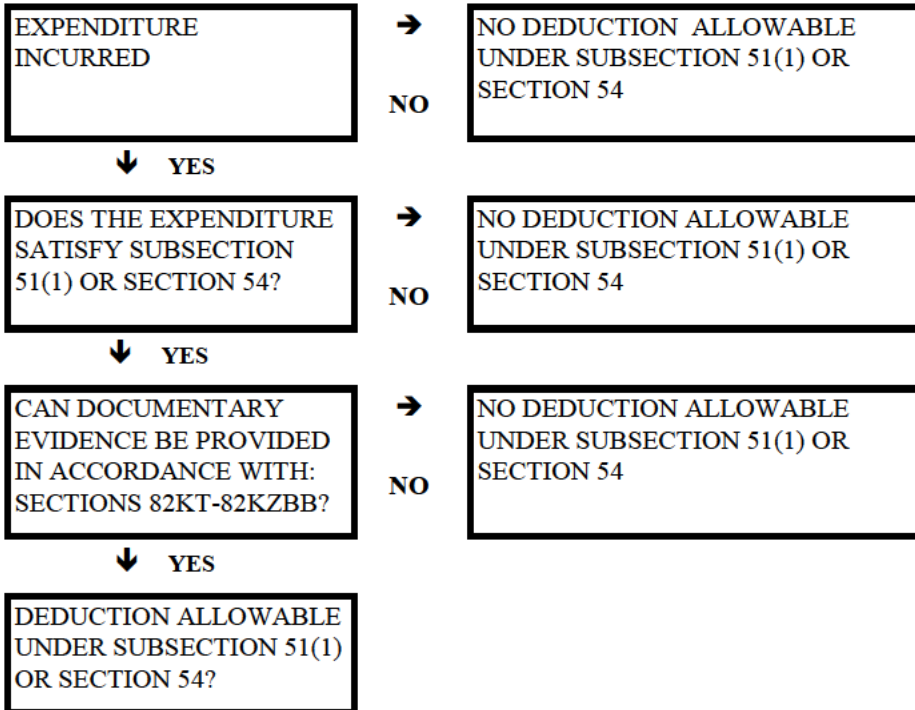 EXPENDITURE
INCURRED
➔
NO
NO DEDUCTION ALLOWABLE
UNDER SUBSECTION 51(1) OR
SECTION 54
YES
DOES THE EXPENDITURE
SATISFY SUBSECTION
51(1) OR SECTION 54?
➔
NO
NO DEDUCTION ALLOWABLE
UNDER SUBSECTION 51(1) OR
SECTION 54
YES
CAN DOCUMENTARY
EVIDENCE BE PROVIDED
IN ACCORDANCE WITH:
SECTIONS 82KT-82KZBB?
➔
NO
NO DEDUCTION ALLOWABLE
UNDER SUBSECTION 51(1) OR
SECTION 54
YES
DEDUCTION ALLOWABLE
UNDER SUBSECTION 51(1)
OR SECTION 54?